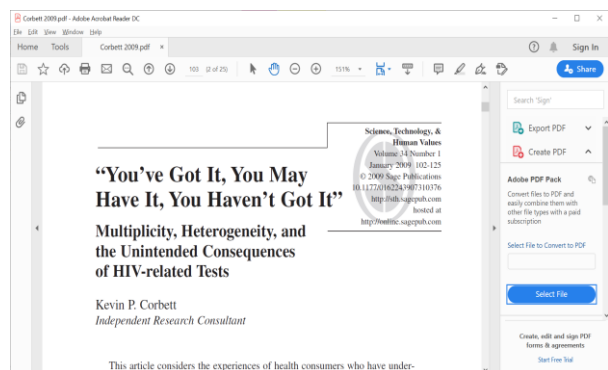 Corbett 2009.pdf - Adobe Acrobat Reader DC
File Edit View Window Help
Home Tools Corbett 2009.pdf × Sign In
103 (2 of 25) 151% Share
Search 'Sign'
Export PDF
Create PDF
Adobe PDF Pack
Convert files to PDF and
easily combine them with
other file types with a paid
subscription
Select File to Convert to PDF
Select File
Create, edit and sign PDF
forms & agreements
Start Free Trial
Science, Technology, &
Human Values
Volume 34 Number 1
January 2009 102-125
© 2009 Sage Publications
10.1177/0162243907310376
http://sth.sagepub.com
hosted at
http://online.sagepub.com
“You’ve Got It, You May
Have It, You Haven’t Got It”
Multiplicity, Heterogeneity, and
the Unintended Consequences
of HIV-related Tests
Kevin P. Corbett
Independent Research Consultant
This article considers the experiences of health consumers who have under-